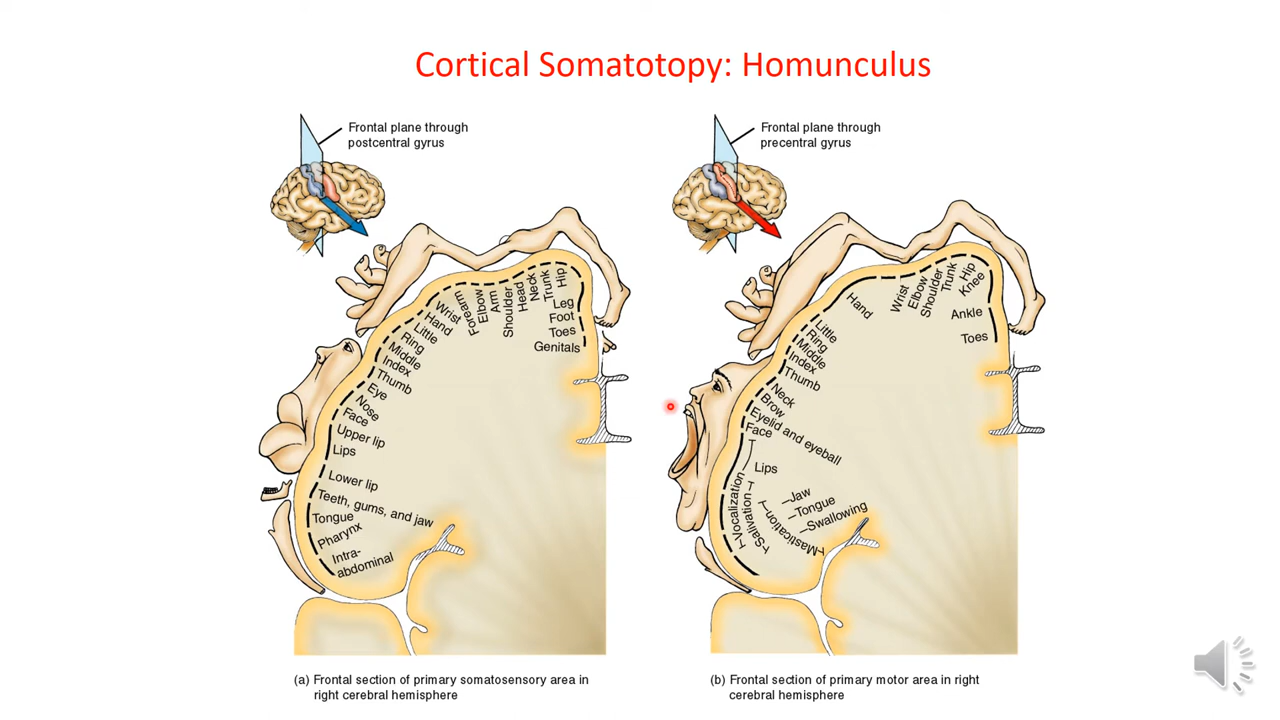 Cortical Somatotopy: Homunculus
Frontal plane through
postcentral gyrus
Wrist
Hand
Little
Ring
Middle
Index
Thumb
Eye
Nose
Face
Upper lip
Lips
Lower lip
Teeth, gums, and jaw
Tongue
Pharynx
Intra-
abdominal
Forearm
Elbow
Arm
Shoulder
Head
Neck
Trunk
Hip
Leg
Foot
Toes
Genitals
(a) Frontal section of primary somatosensory area in
right cerebral hemisphere
Frontal plane through
precentral gyrus
Hand
Little
Ring
Middle
Index
Thumb
Neck
Brow
Eyelid and eyeball
Face
Lips
Vocalization
Salivation
Mastication
Jaw
Tongue
Swallowing
Wrist
Elbow
Shoulder
Trunk
Hip
Knee
Ankle
Toes
(b) Frontal section of primary motor area in right
cerebral hemisphere